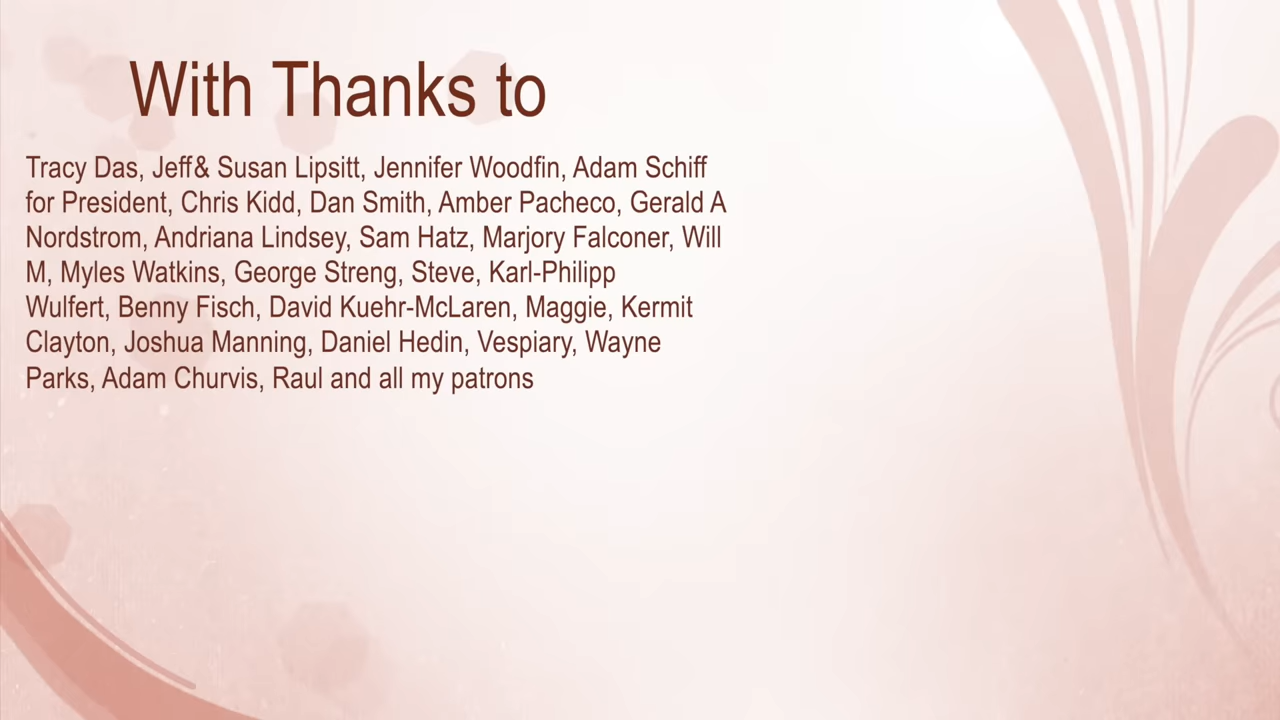 With Thanks to
Tracy Das, Jeff& Susan Lipsitt, Jennifer Woodfin, Adam Schiff
for President, Chris Kidd, Dan Smith, Amber Pacheco, Gerald A
Nordstrom, Andriana Lindsey, Sam Hatz, Marjory Falconer, Will
M, Myles Watkins, George Streng, Steve, Karl-Philipp
Wulfert, Benny Fisch, David Kuehr-McLaren, Maggie, Kermit
Clayton, Joshua Manning, Daniel Hedin, Vespiary, Wayne
Parks, Adam Churvis, Raul and all my patrons